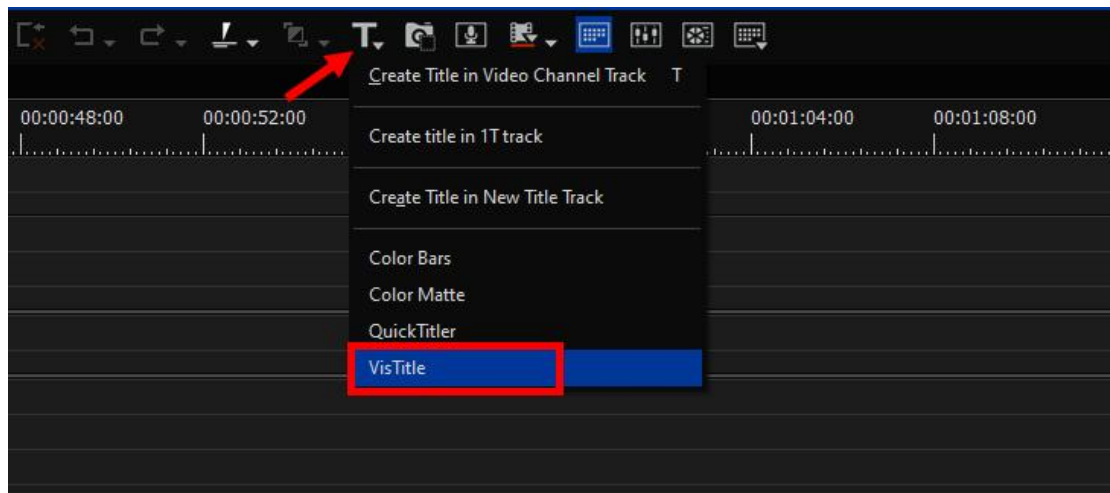 T
Create Title in Video Channel Track T
00:00:48:00 00:00:52:00 00:01:04:00 00:01:08:00
Create title in 1T track
Create Title in New Title Track
Color Bars
Color Matte
QuickTitler
VisTitle